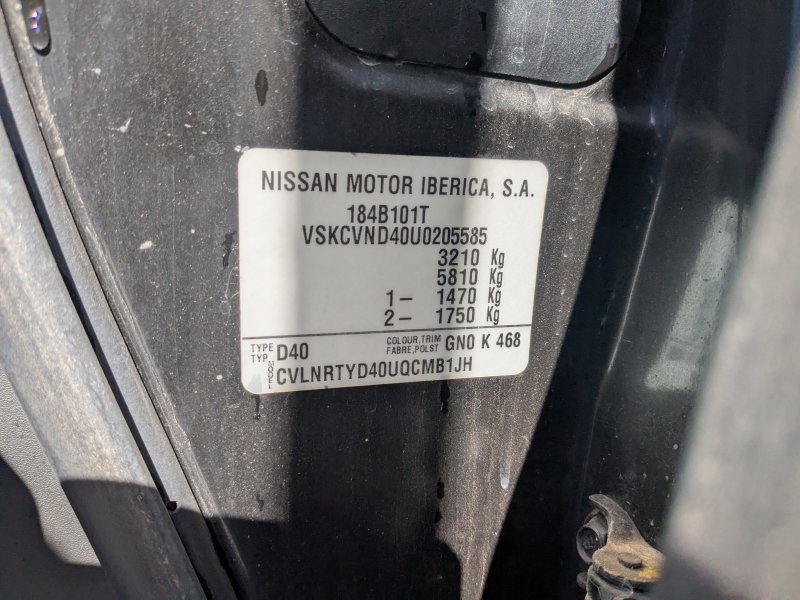 NISSAN MOTOR IBERICA, S.A.
184B101T
VSKCVND40U0205585
3210 Kg
5810 Kg
1– 1470 Kg
2– 1750 Kg
TYPE
TYP
D40
COLOUR,TRIM
FABRE,POLST
GN0 K 468
MODEL
CVLNRTYD40UQCMB1JH